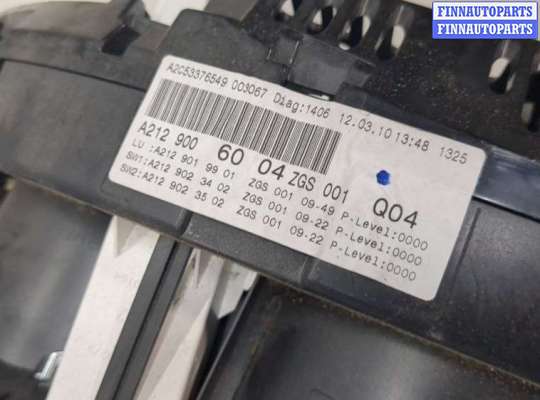 FINNAUTOPARTS
FINNAUTOPARTS
A2C53376549 003067 Diag:1406 12.03.10 13:48 1325
A212 900 60 04 ZGS 001 Q04
LU :A212 901 99 01 ZGS 001 09-49 P-Level:0000
SW1:A212 902 34 02 ZGS 001 09-22 P-Level:0000
SW2:A212 902 35 02 ZGS 001 09-22 P-Level:0000